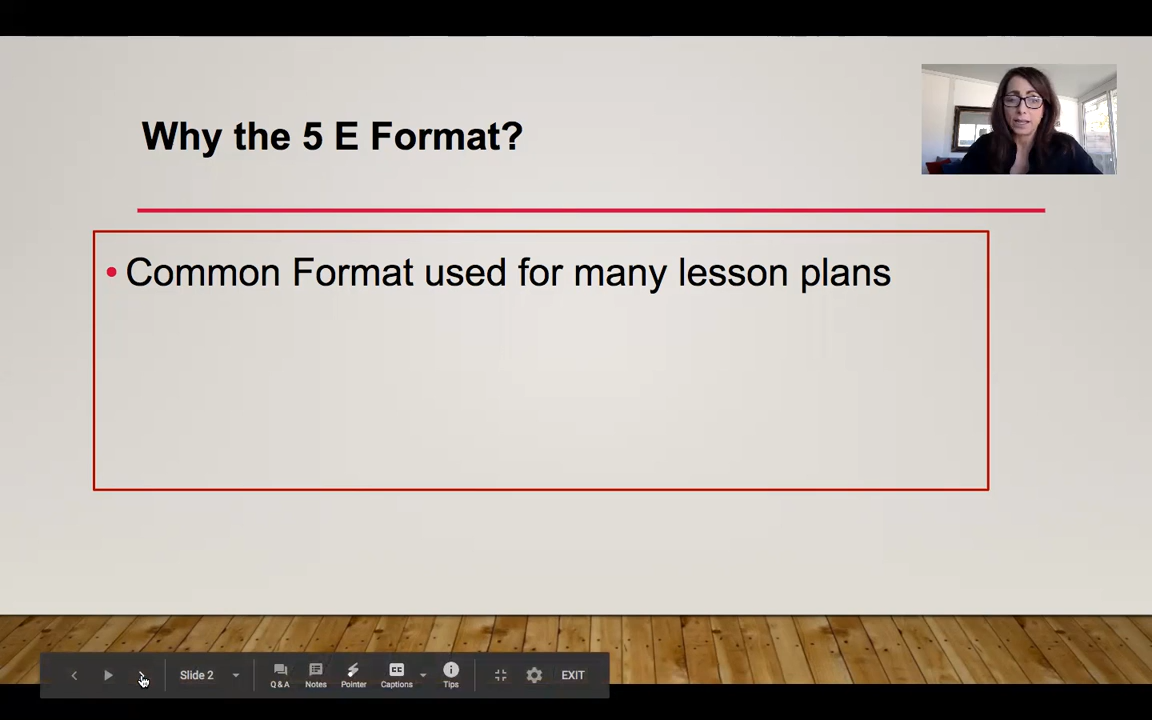 Why the 5 E Format?
• Common Format used for many lesson plans
Slide 2
Q & A
Notes
Pointer
Captions
Tips
EXIT